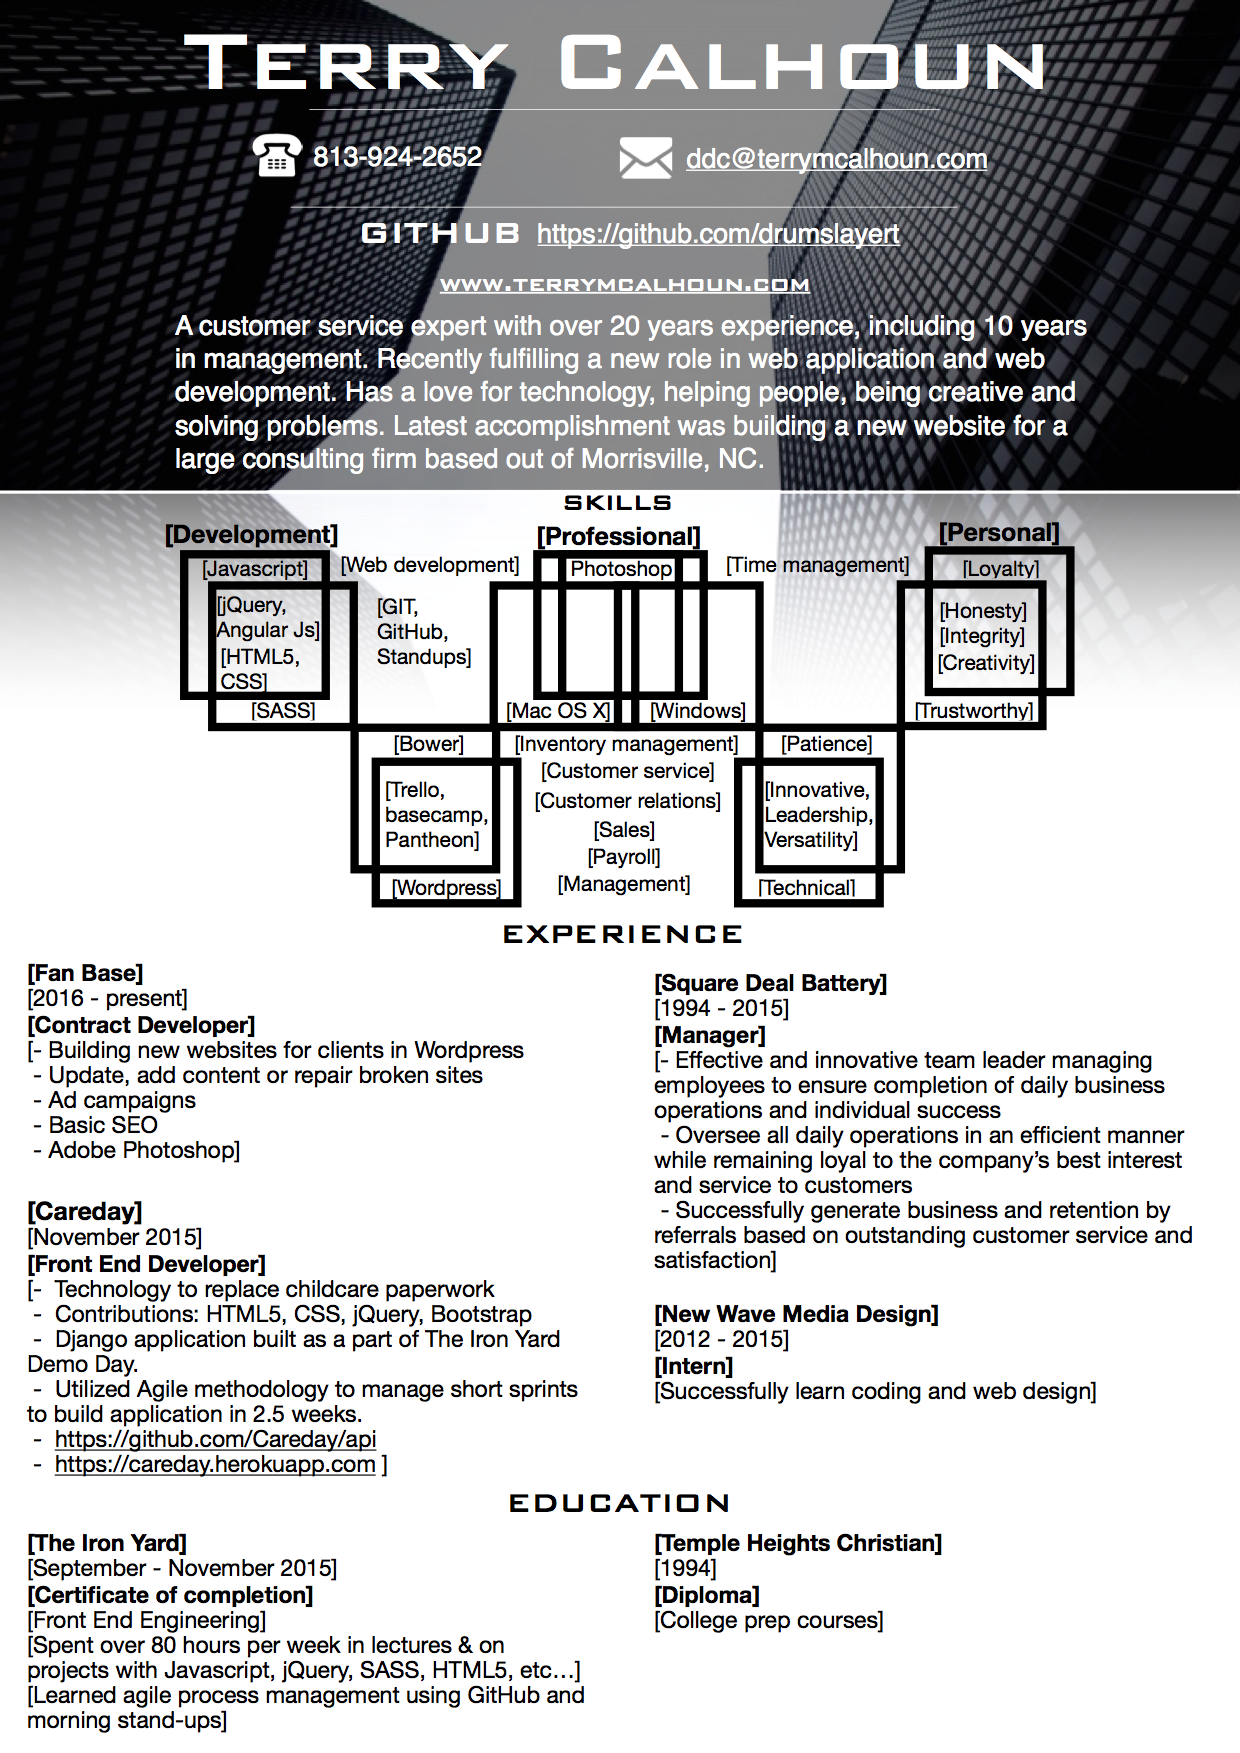 Terry Calhoun
813-924-2652
ddc@terrymcalhoun.com
GITHUB https://github.com/drumslayert
www.terrymcalhoun.com
A customer service expert with over 20 years experience, including 10 years
in management. Recently fulfilling a new role in web application and web
development. Has a love for technology, helping people, being creative and
solving problems. Latest accomplishment was building a new website for a
large consulting firm based out of Morrisville, NC.
SKILLS
[Development]
[Professional]
[Personal]
[Javascript]
[Web development]
Photoshop
[Time management]
[Loyalty]
[jQuery,
Angular Js]
[HTML5,
CSS]
[SASS]
[GIT,
GitHub,
Standups]
[Mac OS X]
[Windows]
[Honesty]
[Integrity]
[Creativity]
[Trustworthy]
[Bower]
[Inventory management]
[Patience]
[Trello,
basecamp,
Pantheon]
[Wordpress]
[Customer service]
[Customer relations]
[Sales]
[Payroll]
[Management]
[Innovative,
Leadership,
Versatility]
[Technical]
EXPERIENCE
[Fan Base]
[2016 - present]
[Contract Developer]
[- Building new websites for clients in Wordpress
- Update, add content or repair broken sites
- Ad campaigns
- Basic SEO
- Adobe Photoshop]
[Careday]
[November 2015]
[Front End Developer]
[- Technology to replace childcare paperwork
- Contributions: HTML5, CSS, jQuery, Bootstrap
- Django application built as a part of The Iron Yard
Demo Day.
- Utilized Agile methodology to manage short sprints
to build application in 2.5 weeks.
- https://github.com/Careday/api
- https://careday.herokuapp.com ]
[Square Deal Battery]
[1994 - 2015]
[Manager]
[- Effective and innovative team leader managing
employees to ensure completion of daily business
operations and individual success
- Oversee all daily operations in an efficient manner
while remaining loyal to the company’s best interest
and service to customers
- Successfully generate business and retention by
referrals based on outstanding customer service and
satisfaction]
[New Wave Media Design]
[2012 - 2015]
[Intern]
[Successfully learn coding and web design]
EDUCATION
[The Iron Yard]
[September - November 2015]
[Certificate of completion]
[Front End Engineering]
[Spent over 80 hours per week in lectures & on
projects with Javascript, jQuery, SASS, HTML5, etc…]
[Learned agile process management using GitHub and
morning stand-ups]
[Temple Heights Christian]
[1994]
[Diploma]
[College prep courses]